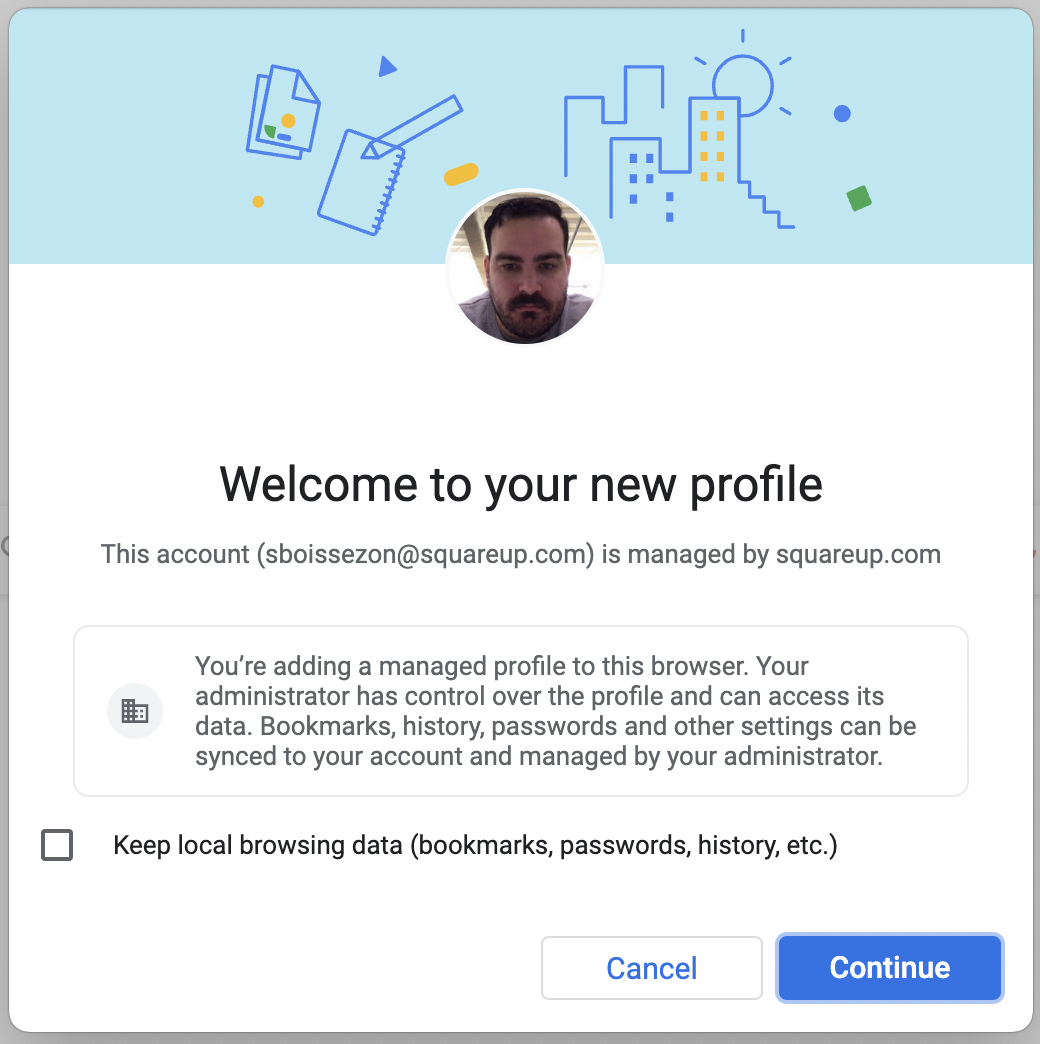 Welcome to your new profile
This account (sboissezon@squareup.com) is managed by squareup.com
You’re adding a managed profile to this browser. Your
administrator has control over the profile and can access its
data. Bookmarks, history, passwords and other settings can be
synced to your account and managed by your administrator.
Keep local browsing data (bookmarks, passwords, history, etc.)
Cancel
Continue